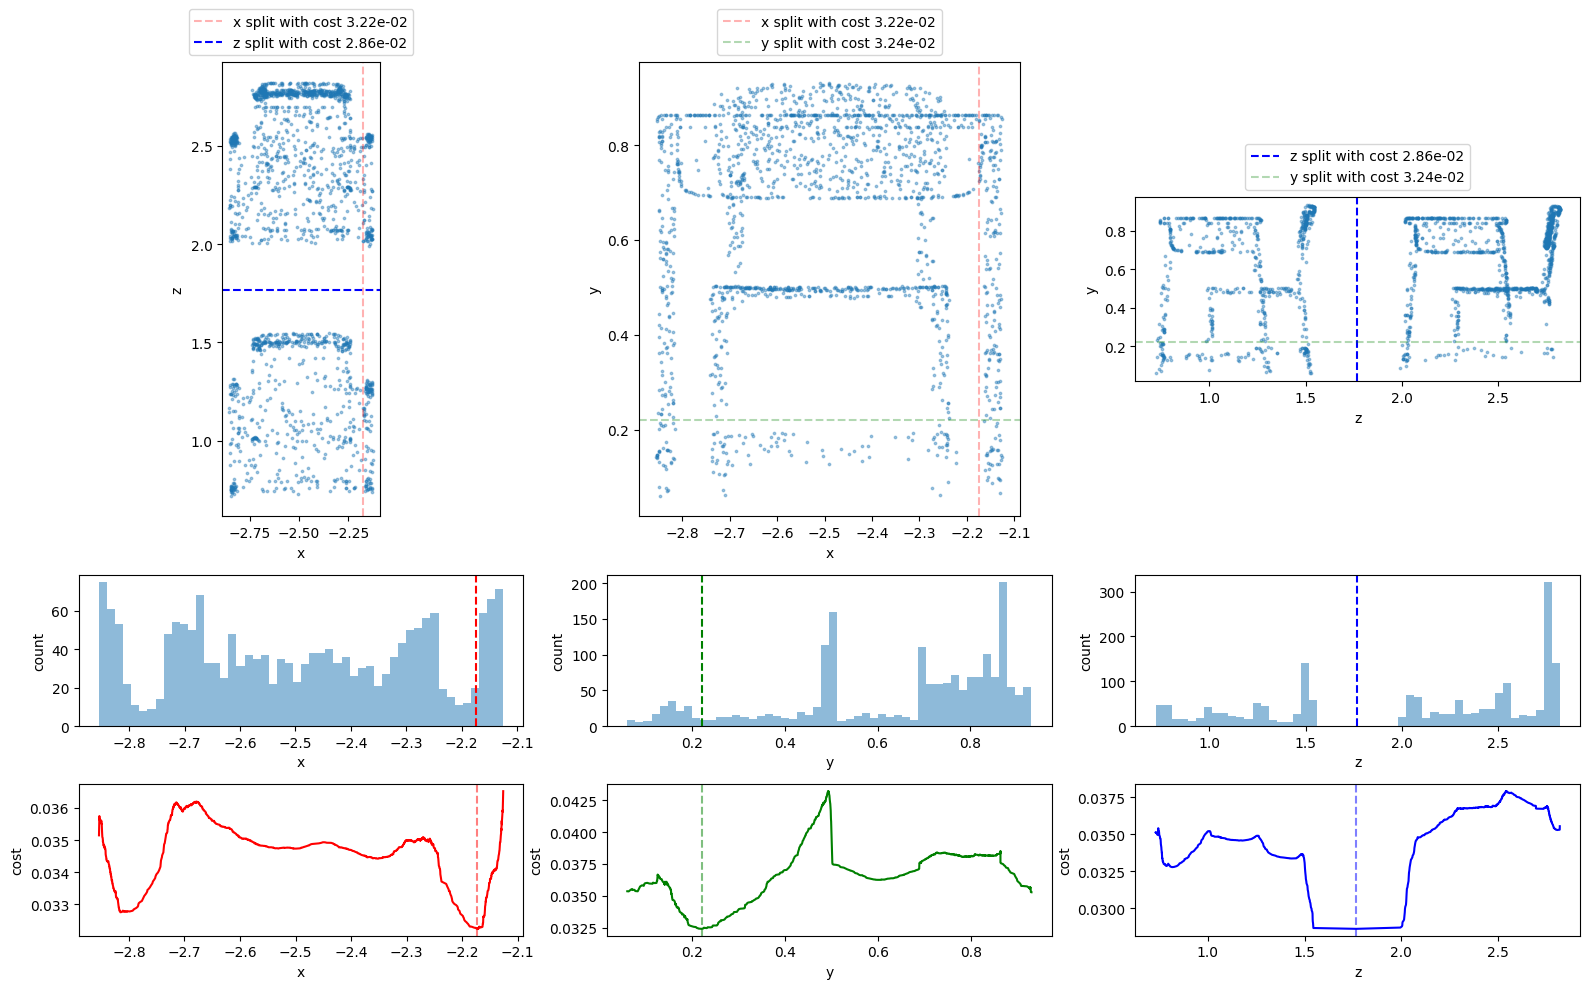 x split with cost 3.22e-02
z split with cost 2.86e-02
x split with cost 3.22e-02
y split with cost 3.24e-02
z split with cost 2.86e-02
y split with cost 3.24e-02
2.5
2.0
1.5
1.0
z
−2.75 −2.50 −2.25
x
0.8
0.6
0.4
0.2
y
−2.8 −2.7 −2.6 −2.5 −2.4 −2.3 −2.2 −2.1
x
0.8
0.6
0.4
0.2
y
1.0 1.5 2.0 2.5
z
60
40
20
0
count
−2.8 −2.7 −2.6 −2.5 −2.4 −2.3 −2.2 −2.1
x
200
150
100
50
0
count
0.2 0.4 0.6 0.8
y
300
200
100
0
count
1.0 1.5 2.0 2.5
z
0.036
0.035
0.034
0.033
cost
−2.8 −2.7 −2.6 −2.5 −2.4 −2.3 −2.2 −2.1
x
0.0425
0.0400
0.0375
0.0350
0.0325
cost
0.2 0.4 0.6 0.8
y
0.0375
0.0350
0.0325
0.0300
cost
1.0 1.5 2.0 2.5
z